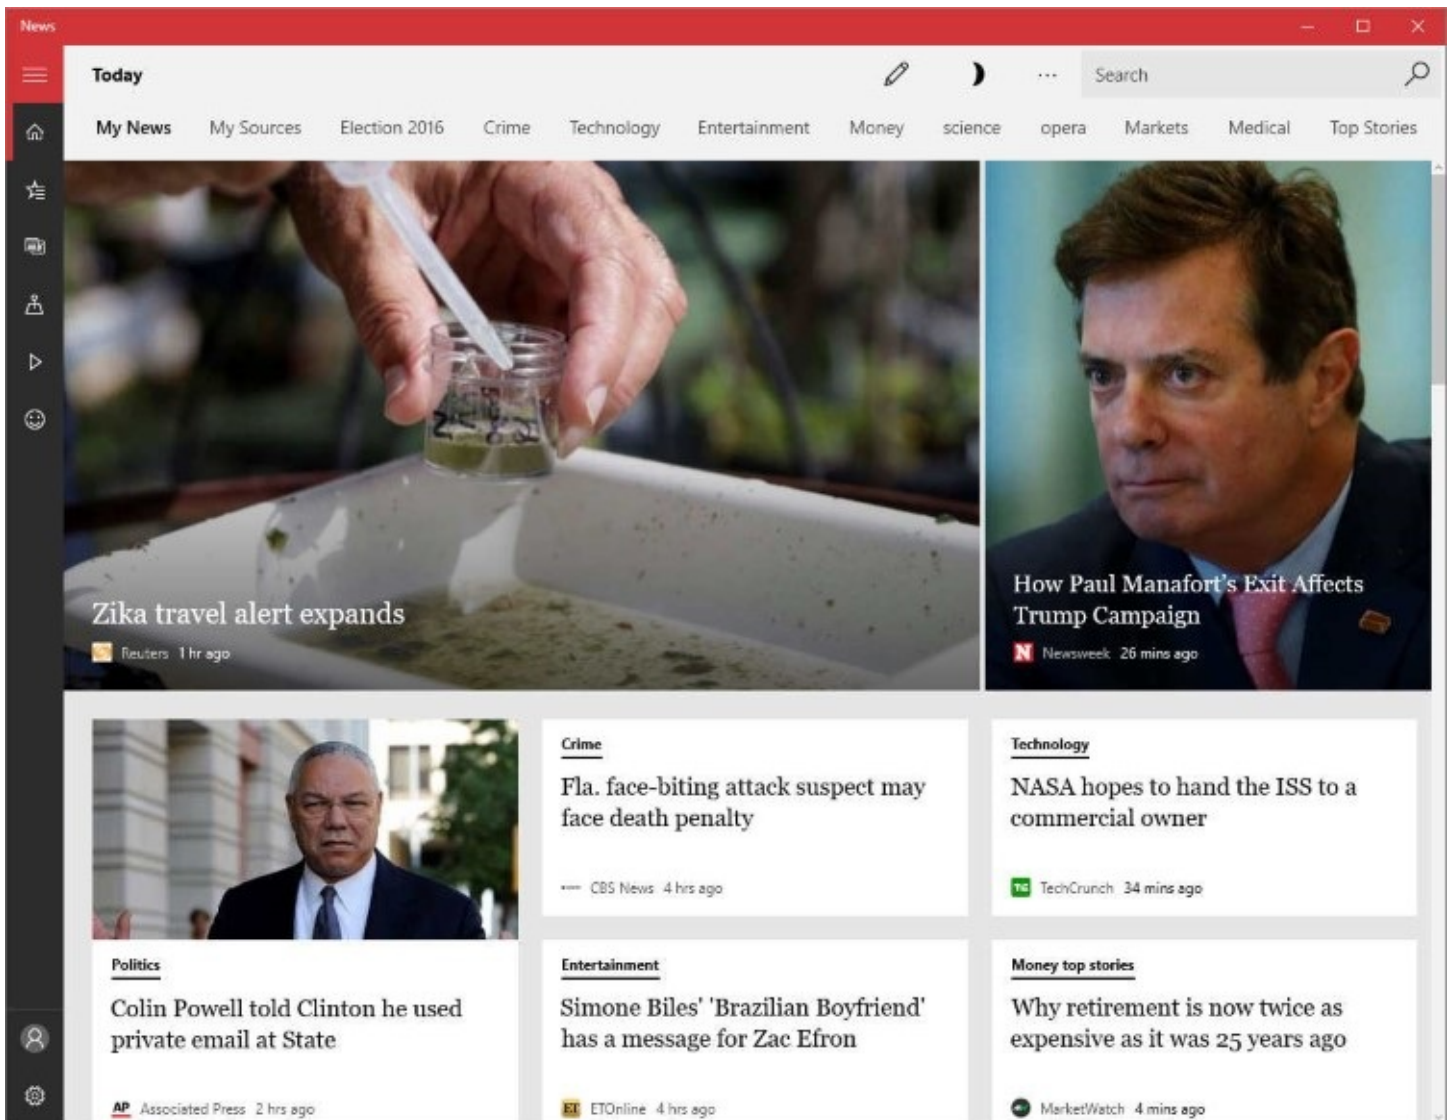 News
Today
Search
My News My Sources Election 2016 Crime Technology Entertainment Money science opera Markets Medical Top Stories
Zika travel alert expands
Reuters 1 hr ago
How Paul Manafort's Exit Affects
Trump Campaign
N Newsweek 26 mins ago
Politics
Colin Powell told Clinton he used
private email at State
AP Associated Press 2 hrs ago
Crime
Fla. face-biting attack suspect may
face death penalty
CBS News 4 hrs ago
Entertainment
Simone Biles' 'Brazilian Boyfriend'
has a message for Zac Efron
ET ETOnline 4 hrs ago
Technology
NASA hopes to hand the ISS to a
commercial owner
TechCrunch 34 mins ago
Money top stories
Why retirement is now twice as
expensive as it was 25 years ago
MarketWatch 4 mins ago